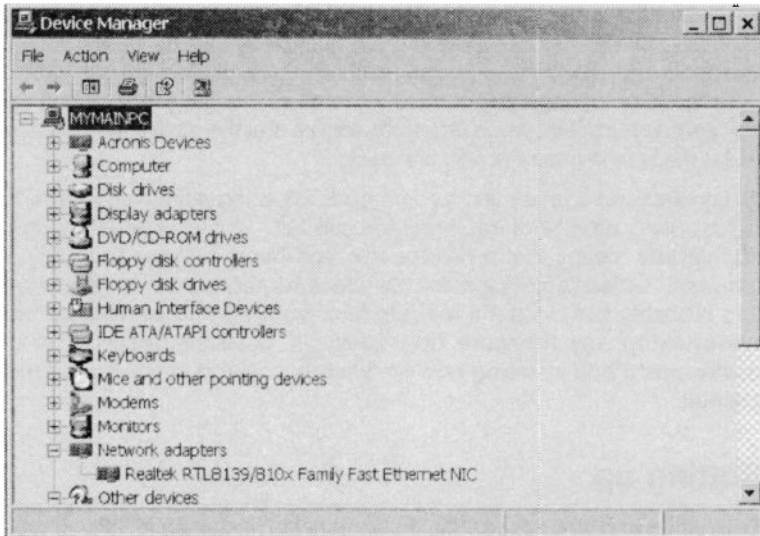 Device Manager
File Action View Help
MYMAINPC
Acronis Devices
Computer
Disk drives
Display adapters
DVD/CD-ROM drives
Floppy disk controllers
Floppy disk drives
Human Interface Devices
IDE ATA/ATAPI controllers
Keyboards
Mice and other pointing devices
Modems
Monitors
Network adapters
Realtek RTL8139/810x Family Fast Ethernet NIC
Other devices